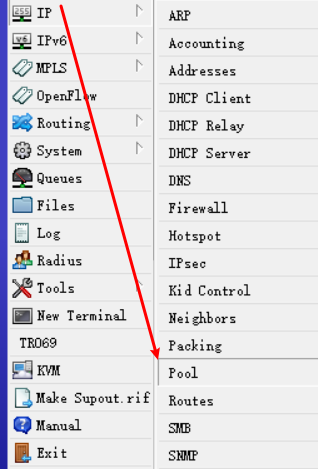 IP
IPv6
MPLS
OpenFlow
Routing
System
Queues
Files
Log
Radius
Tools
New Terminal
TR069
KVM
Make Supout.rif
Manual
Exit
ARP
Accounting
Addresses
DHCP Client
DHCP Relay
DHCP Server
DNS
Firewall
Hotspot
IPsec
Kid Control
Neighbors
Packing
Pool
Routes
SMB
SNMP